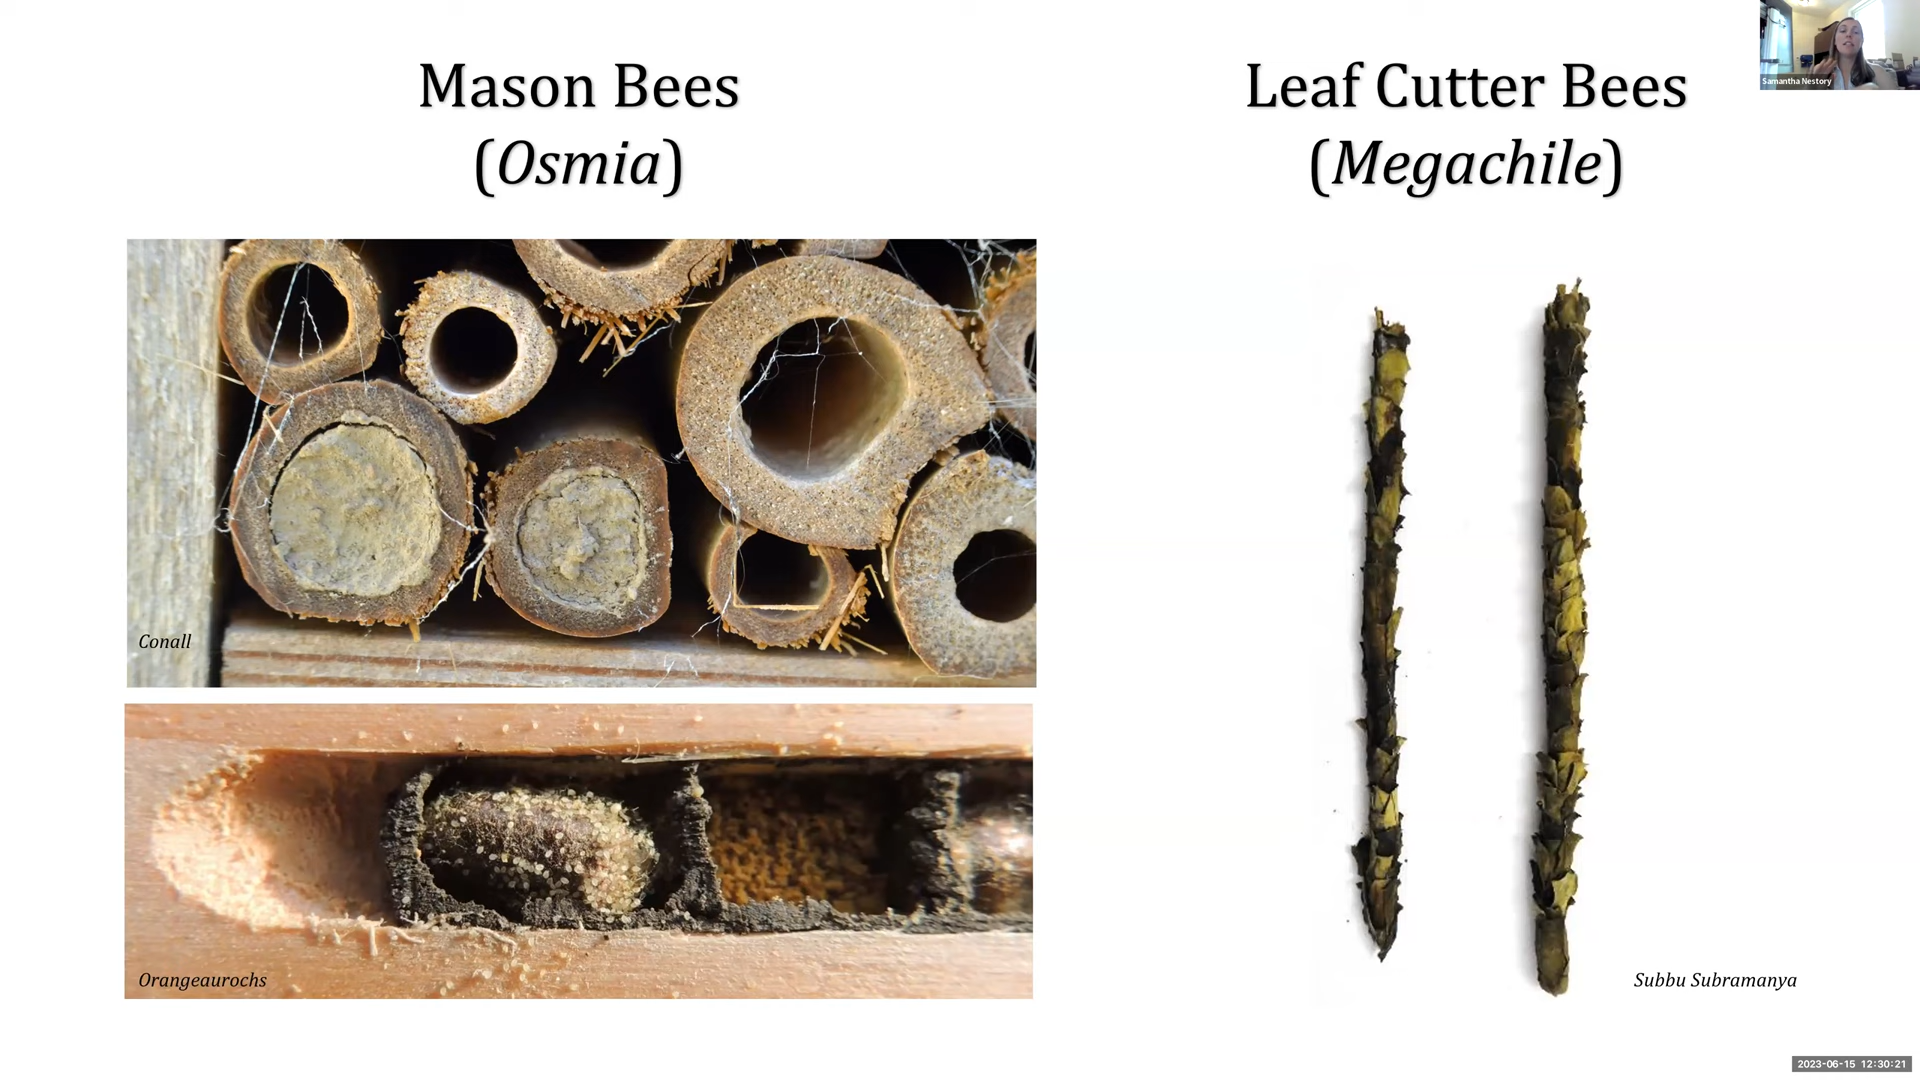 Mason Bees
(Osmia)
Leaf Cutter Bees
(Megachile)
Samantha Nestory
Conall
Orangeaurochs
Subbu Subramanya
2023-06-15 12:30:21